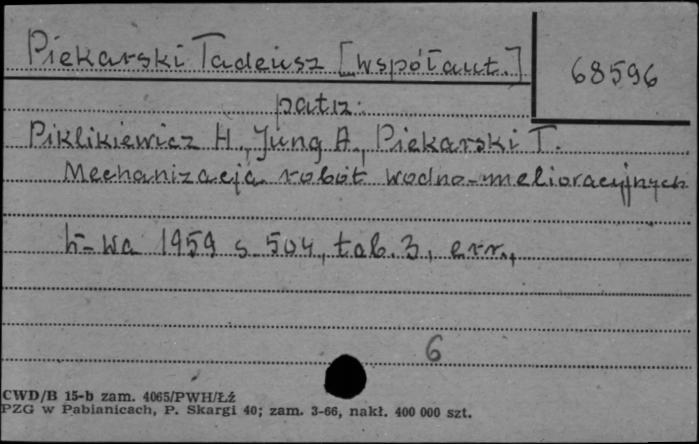 Piekarski Tadeusz [współaut.]
68596
patrz:
Piklikiewicz H., Jung A., Piekarski T.
Mechanizacja robót wodno-melioracyjnych
W-wa 1959 s. 504, tab. 3, err.,
6
CWD/B 15-b zam. 4065/PWH/Łź
PZG w Pabianicach, P. Skargi 40; zam. 3-66, nakł. 400 000 szt.